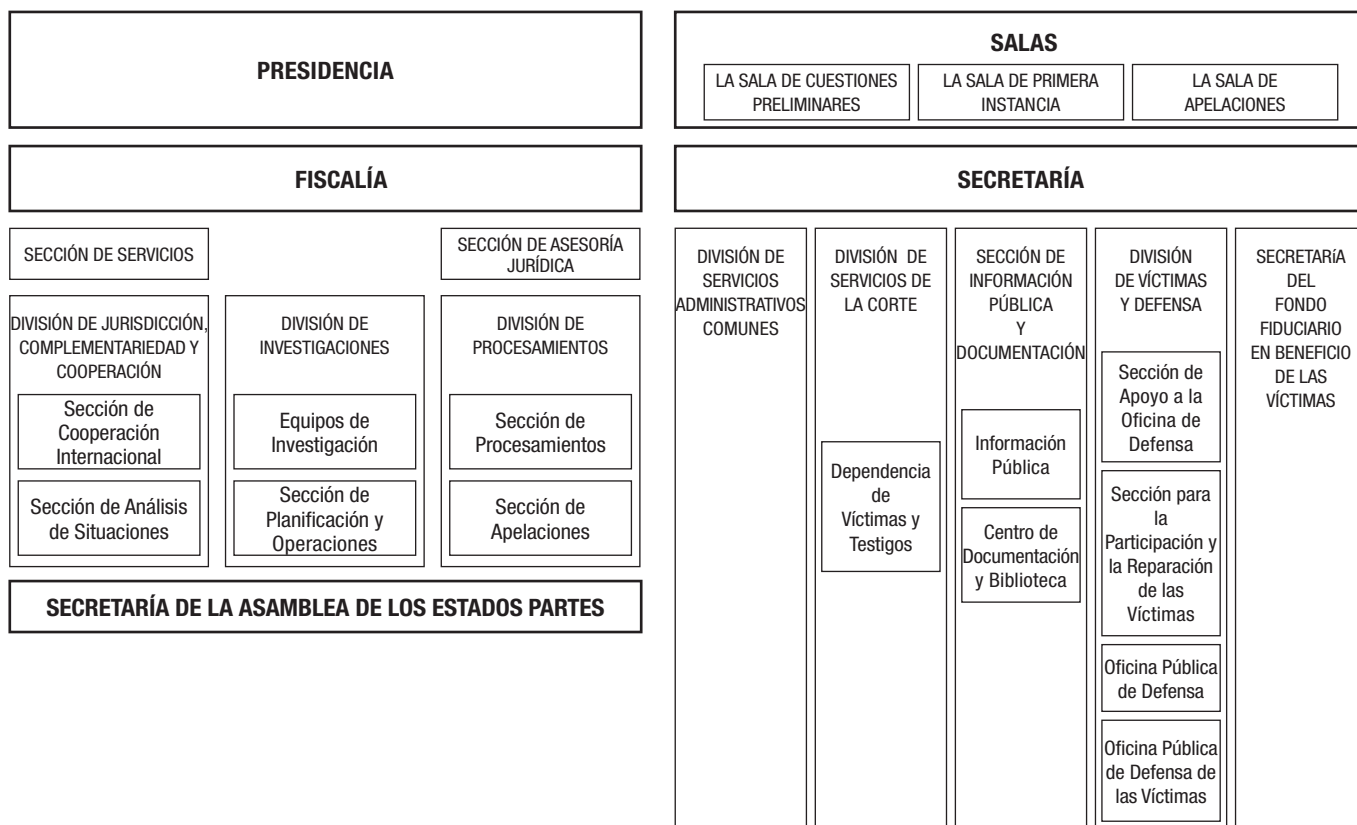 PRESIDENCIA
SALAS
LA SALA DE CUESTIONES
PRELIMINARES
LA SALA DE PRIMERA
INSTANCIA
LA SALA DE
APELACIONES
FISCALÍA
SECCIÓN DE SERVICIOS
SECCIÓN DE ASESORÍA
JURÍDICA
DIVISIÓN DE JURISDICCIÓN,
COMPLEMENTARIEDAD Y
COOPERACIÓN
Sección de
Cooperación
Internacional
Sección de Análisis
de Situaciones
DIVISIÓN DE
INVESTIGACIONES
Equipos de
Investigación
Sección de
Planificación y
Operaciones
DIVISIÓN DE
PROCESAMIENTOS
Sección de
Procesamientos
Sección de
Apelaciones
SECRETARÍA DE LA ASAMBLEA DE LOS ESTADOS PARTES
SECRETARÍA
DIVISIÓN DE
SERVICIOS
ADMINISTRATIVOS
COMUNES
DIVISIÓN DE
SERVICIOS DE
LA CORTE
Dependencia
de
Víctimas y
Testigos
SECCIÓN DE
INFORMACIÓN
PÚBLICA
Y
DOCUMENTACIÓN
Información
Pública
Centro de
Documentación
y Biblioteca
DIVISIÓN
DE VÍCTIMAS
Y DEFENSA
Sección de
Apoyo a la
Oficina de
Defensa
Sección para
la
Participación y
la Reparación
de las
Víctimas
Oficina Pública
de Defensa
Oficina Pública
de Defensa de
las Víctimas
SECRETARÍA
DEL
FONDO
FIDUCIARIO
EN BENEFICIO
DE LAS
VÍCTIMAS